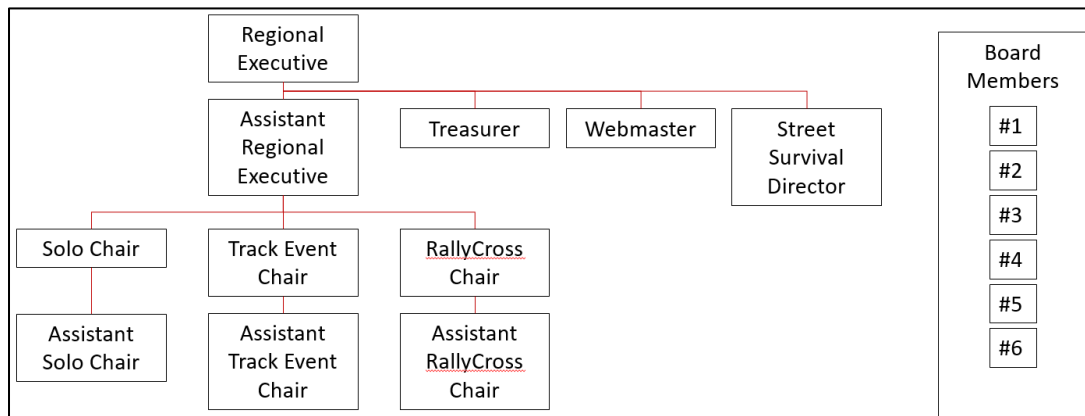 Regional
Executive
Assistant
Regional
Executive
Treasurer
Webmaster
Street
Survival
Director
Solo Chair
Track Event
Chair
RallyCross
Chair
Assistant
Solo Chair
Assistant
Track Event
Chair
Assistant
RallyCross
Chair
Board
Members
#1
#2
#3
#4
#5
#6